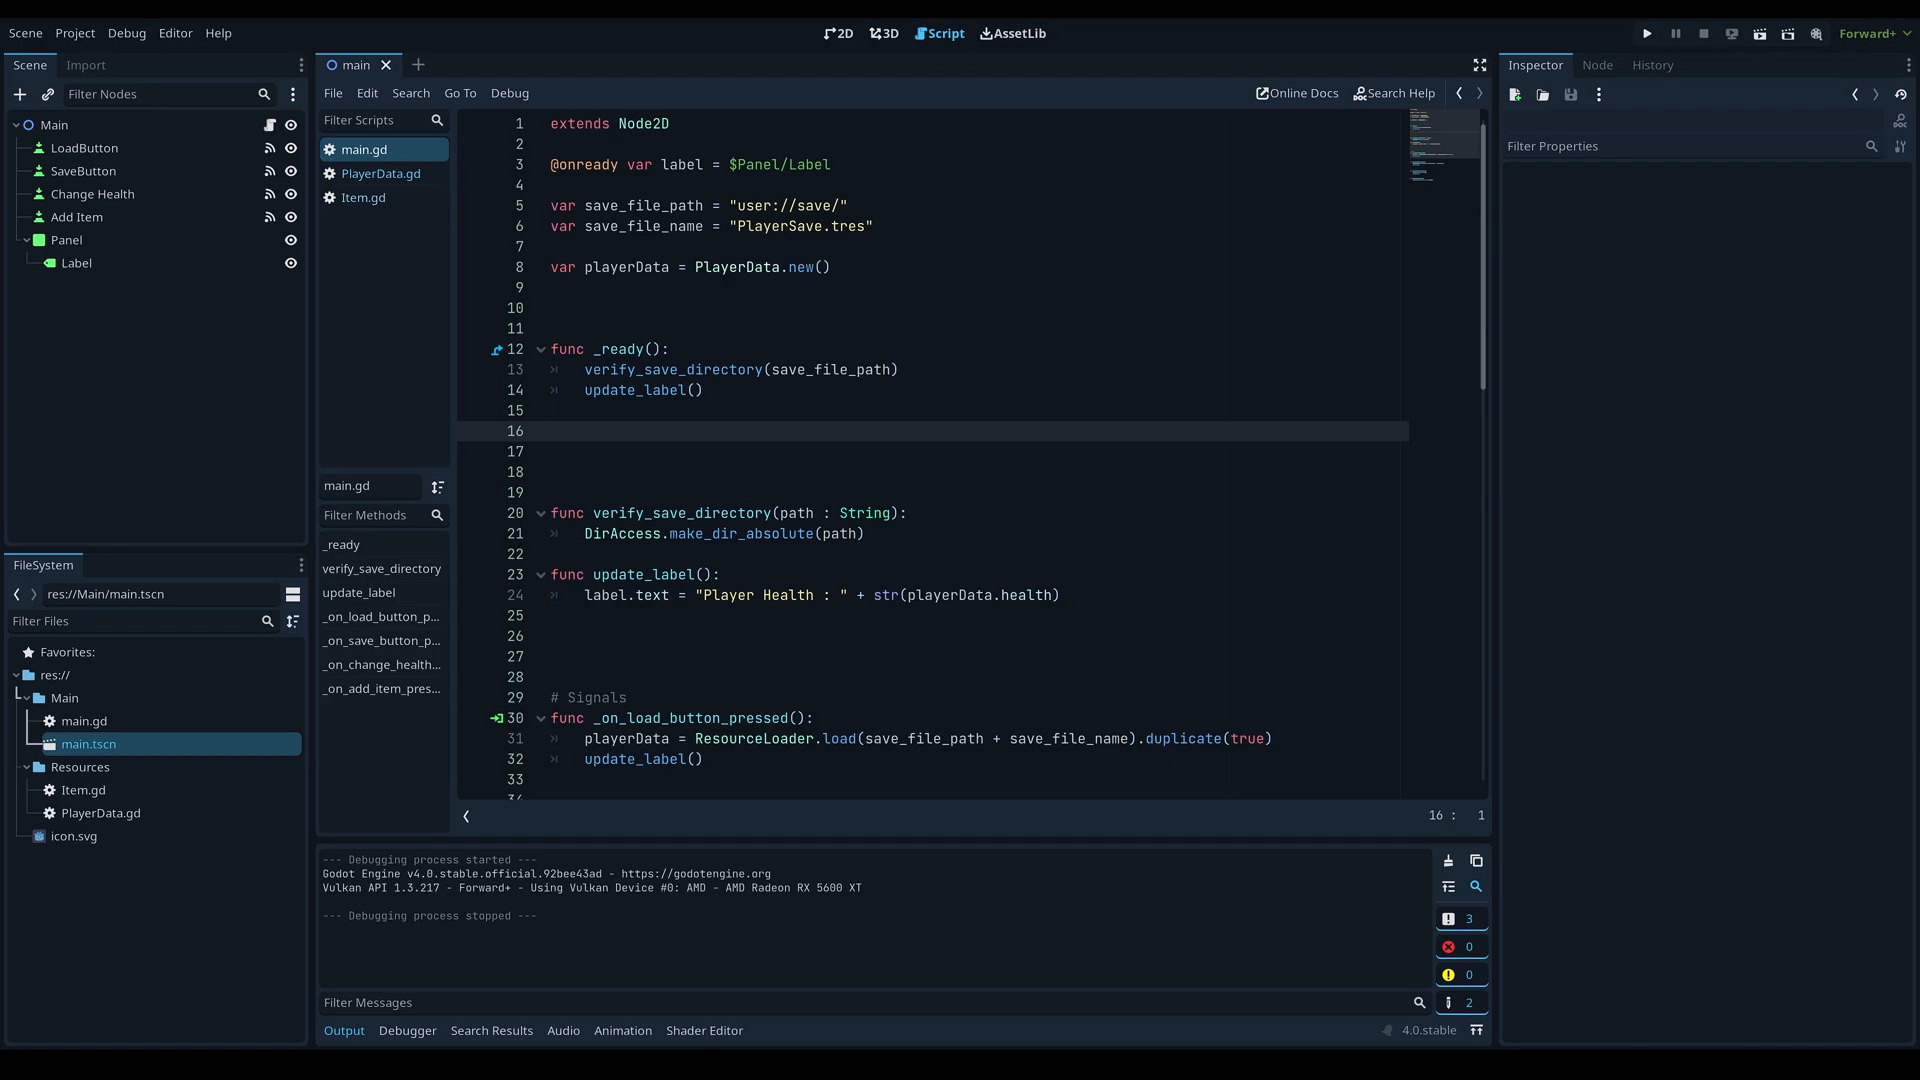 Scene Project Debug Editor Help
2D 3D Script AssetLib
Forward+
Scene Import
Filter Nodes
Main
LoadButton
SaveButton
Change Health
Add Item
Panel
Label
FileSystem
res://Main/main.tscn
Filter Files
Favorites:
res://
Main
main.gd
main.tscn
Resources
Item.gd
PlayerData.gd
icon.svg
main
File Edit Search Go To Debug
Online Docs Search Help
Filter Scripts
main.gd
PlayerData.gd
Item.gd
main.gd
Filter Methods
_ready
verify_save_directory
update_label
_on_load_button_p...
_on_save_button_p...
_on_change_health...
_on_add_item_pres...
1 extends Node2D
2
3 @onready var label = $Panel/Label
4
5 var save_file_path = "user://save/"
6 var save_file_name = "PlayerSave.tres"
7
8 var playerData = PlayerData.new()
9
10
11
12 func _ready():
13 verify_save_directory(save_file_path)
14 update_label()
15
16
17
18
19
20 func verify_save_directory(path : String):
21 DirAccess.make_dir_absolute(path)
22
23 func update_label():
24 label.text = "Player Health : " + str(playerData.health)
25
26
27
28
29 # Signals
30 func _on_load_button_pressed():
31 playerData = ResourceLoader.load(save_file_path + save_file_name).duplicate(true)
32 update_label()
33
34
16 : 1
--- Debugging process started ---
Godot Engine v4.0.stable.official.92bee43ad - https://godotengine.org
Vulkan API 1.3.217 - Forward+ - Using Vulkan Device #0: AMD - AMD Radeon RX 5600 XT
--- Debugging process stopped ---
3
0
0
2
Filter Messages
Output Debugger Search Results Audio Animation Shader Editor
4.0.stable
Inspector Node History
Filter Properties